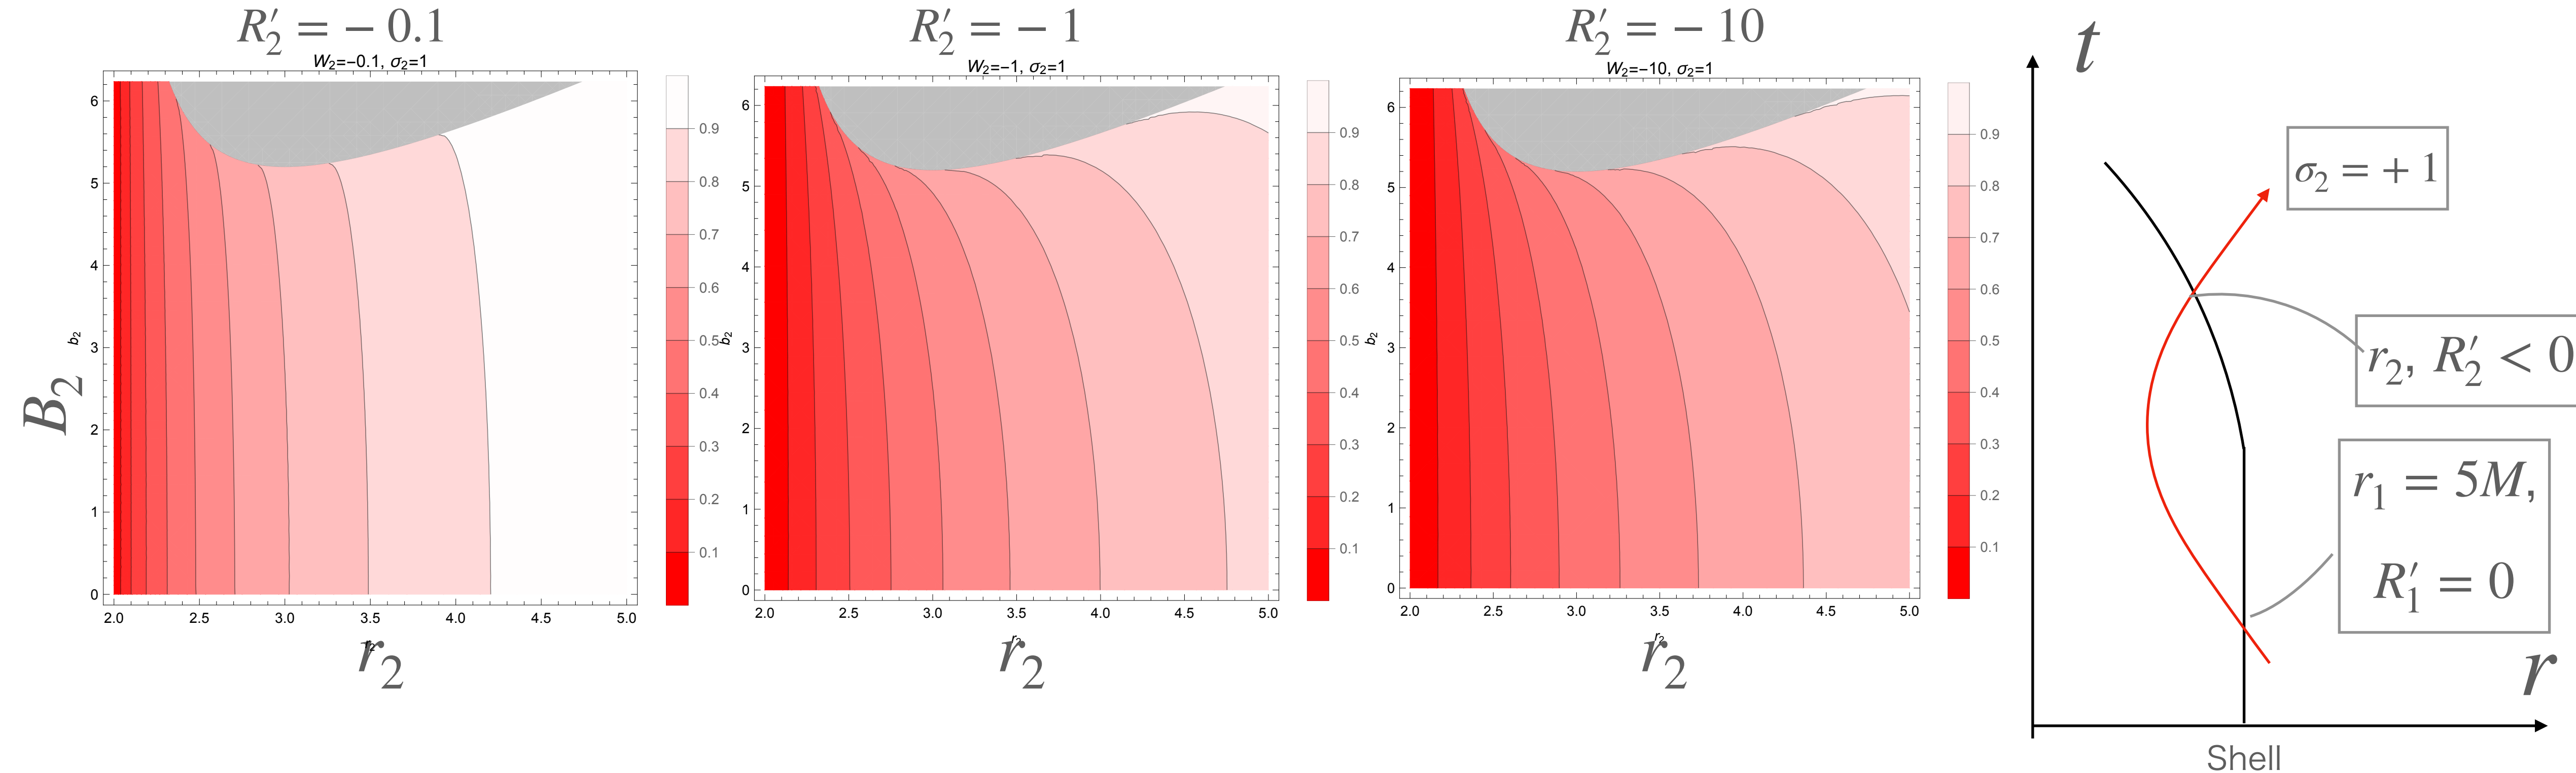 R′₂ = − 0.1
W₂=−0.1, σ₂=1
6
5
4
3
2
1
0
b₂
B₂
2.0 2.5 3.0 3.5 4.0 4.5 5.0
r₂
r₂
0.9
0.8
0.7
0.6
0.5
0.4
0.3
0.2
0.1
R′₂ = − 1
W₂=−1, σ₂=1
6
5
4
3
2
1
0
b₂
2.0 2.5 3.0 3.5 4.0 4.5 5.0
r₂
r₂
0.9
0.8
0.7
0.6
0.5
0.4
0.3
0.2
0.1
R′₂ = − 10
W₂=−10, σ₂=1
6
5
4
3
2
1
0
b₂
2.0 2.5 3.0 3.5 4.0 4.5 5.0
r₂
r₂
0.9
0.8
0.7
0.6
0.5
0.4
0.3
0.2
0.1
t
σ₂ = + 1
r₂, R′₂ < 0
r₁ = 5M,
R′₁ = 0
r
Shell